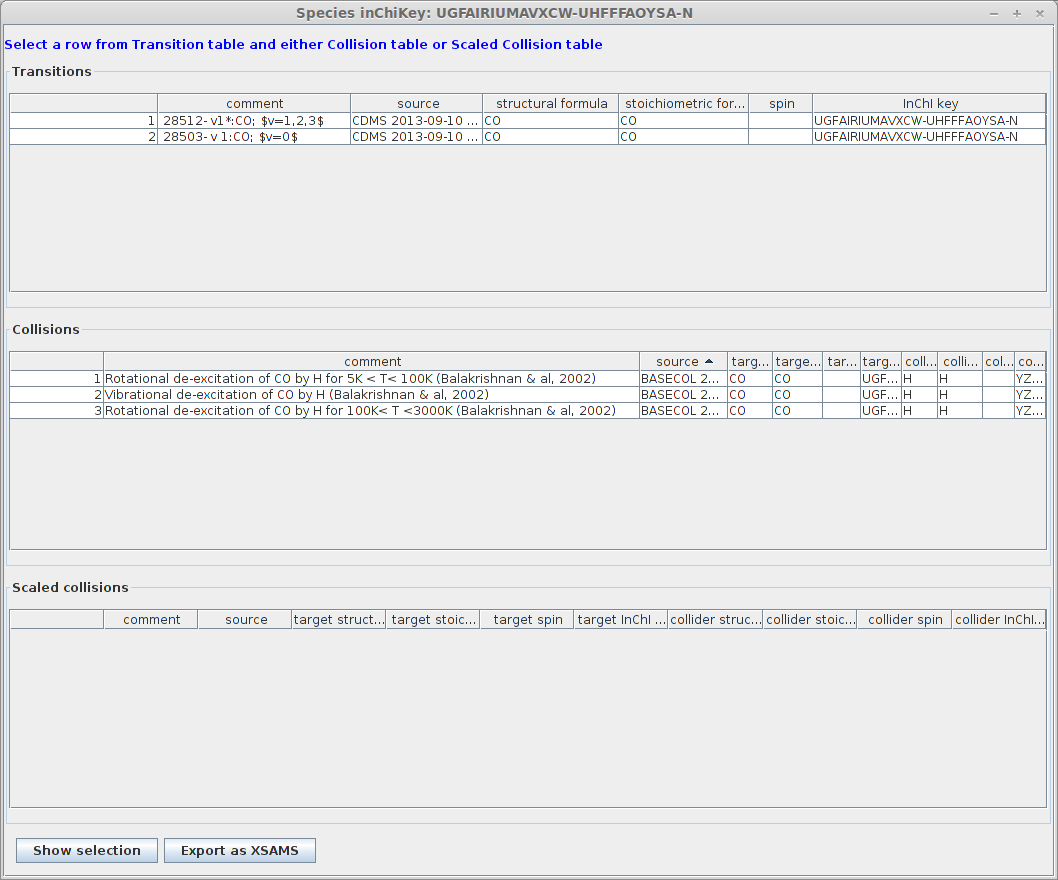 Species inChiKey: UGFAIRIUMAVXCW-UHFFFAOYSA-N
Select a row from Transition table and either Collision table or Scaled Collision table
Transitions
comment source structural formula stoichiometric for... spin InChI key
1 28512- v1*:CO; $v=1,2,3$ CDMS 2013-09-10 ... CO CO UGFAIRIUMAVXCW-UHFFFAOYSA-N
2 28503- v 1:CO; $v=0$ CDMS 2013-09-10 ... CO CO UGFAIRIUMAVXCW-UHFFFAOYSA-N
Collisions
comment source targ... targe... tar... targ... coll... colli... col... co...
1 Rotational de-excitation of CO by H for 5K < T< 100K (Balakrishnan & al, 2002) BASECOL 2... CO CO UGF... H H YZ...
2 Vibrational de-excitation of CO by H (Balakrishnan & al, 2002) BASECOL 2... CO CO UGF... H H YZ...
3 Rotational de-excitation of CO by H for 100K< T <3000K (Balakrishnan & al, 2002) BASECOL 2... CO CO UGF... H H YZ...
Scaled collisions
comment source target struct... target stoic... target spin target InChI ... collider struc... collider stoic... collider spin collider InChI...
Show selection Export as XSAMS